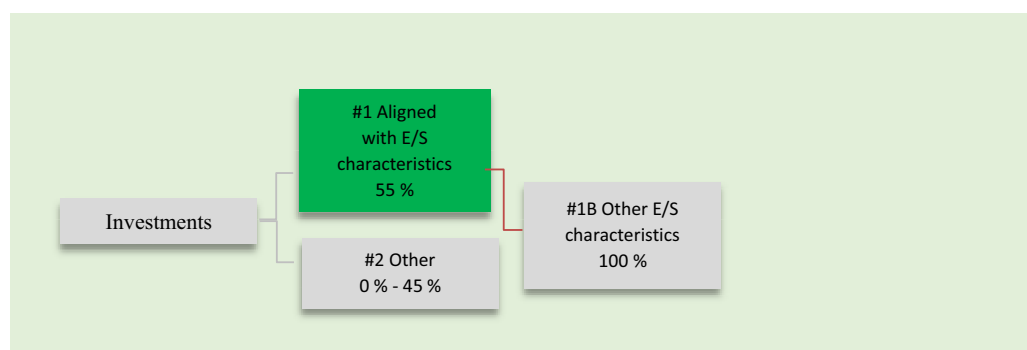 Investments
#1 Aligned
with E/S
characteristics
55 %
#2 Other
0 % - 45 %
#1B Other E/S
characteristics
100 %